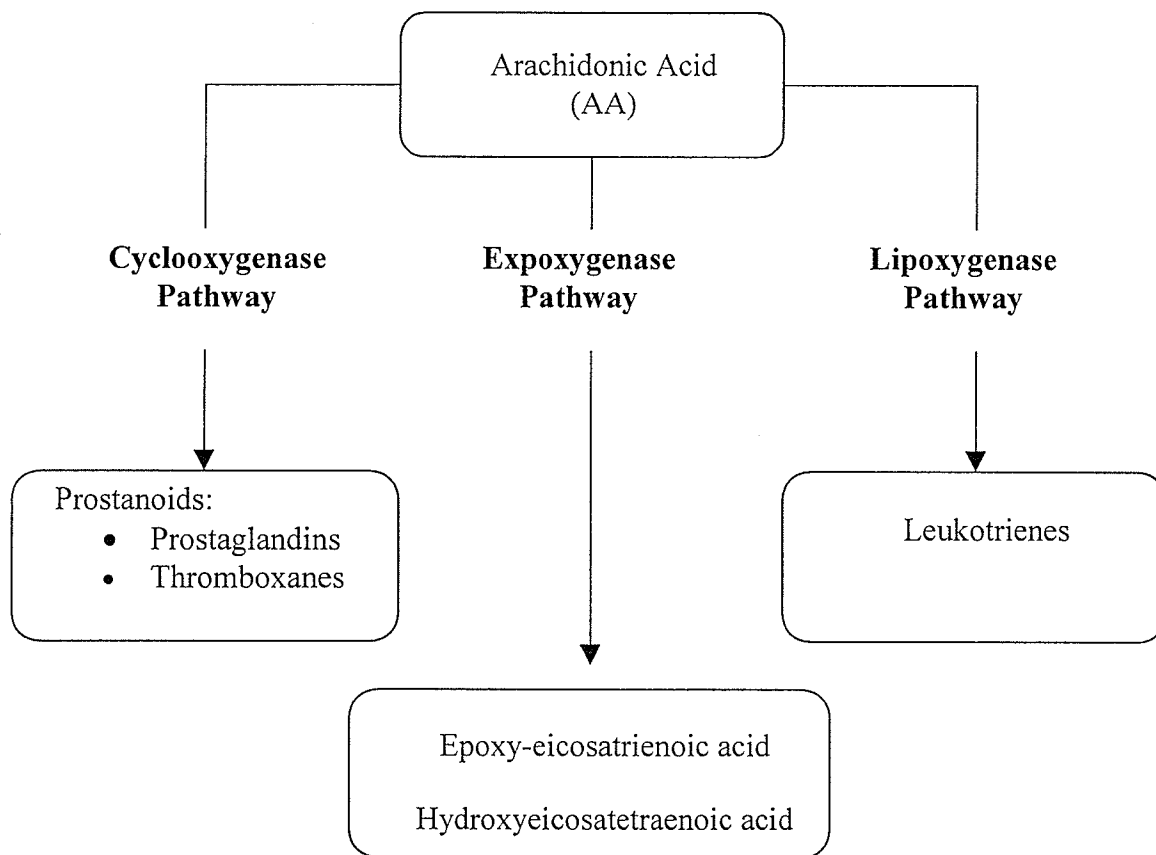 Arachidonic Acid
(AA)
Cyclooxygenase
Pathway
Expoxygenase
Pathway
Lipoxygenase
Pathway
Prostanoids:
• Prostaglandins
• Thromboxanes
Leukotrienes
Epoxy-eicosatrienoic acid
Hydroxyeicosatetraenoic acid